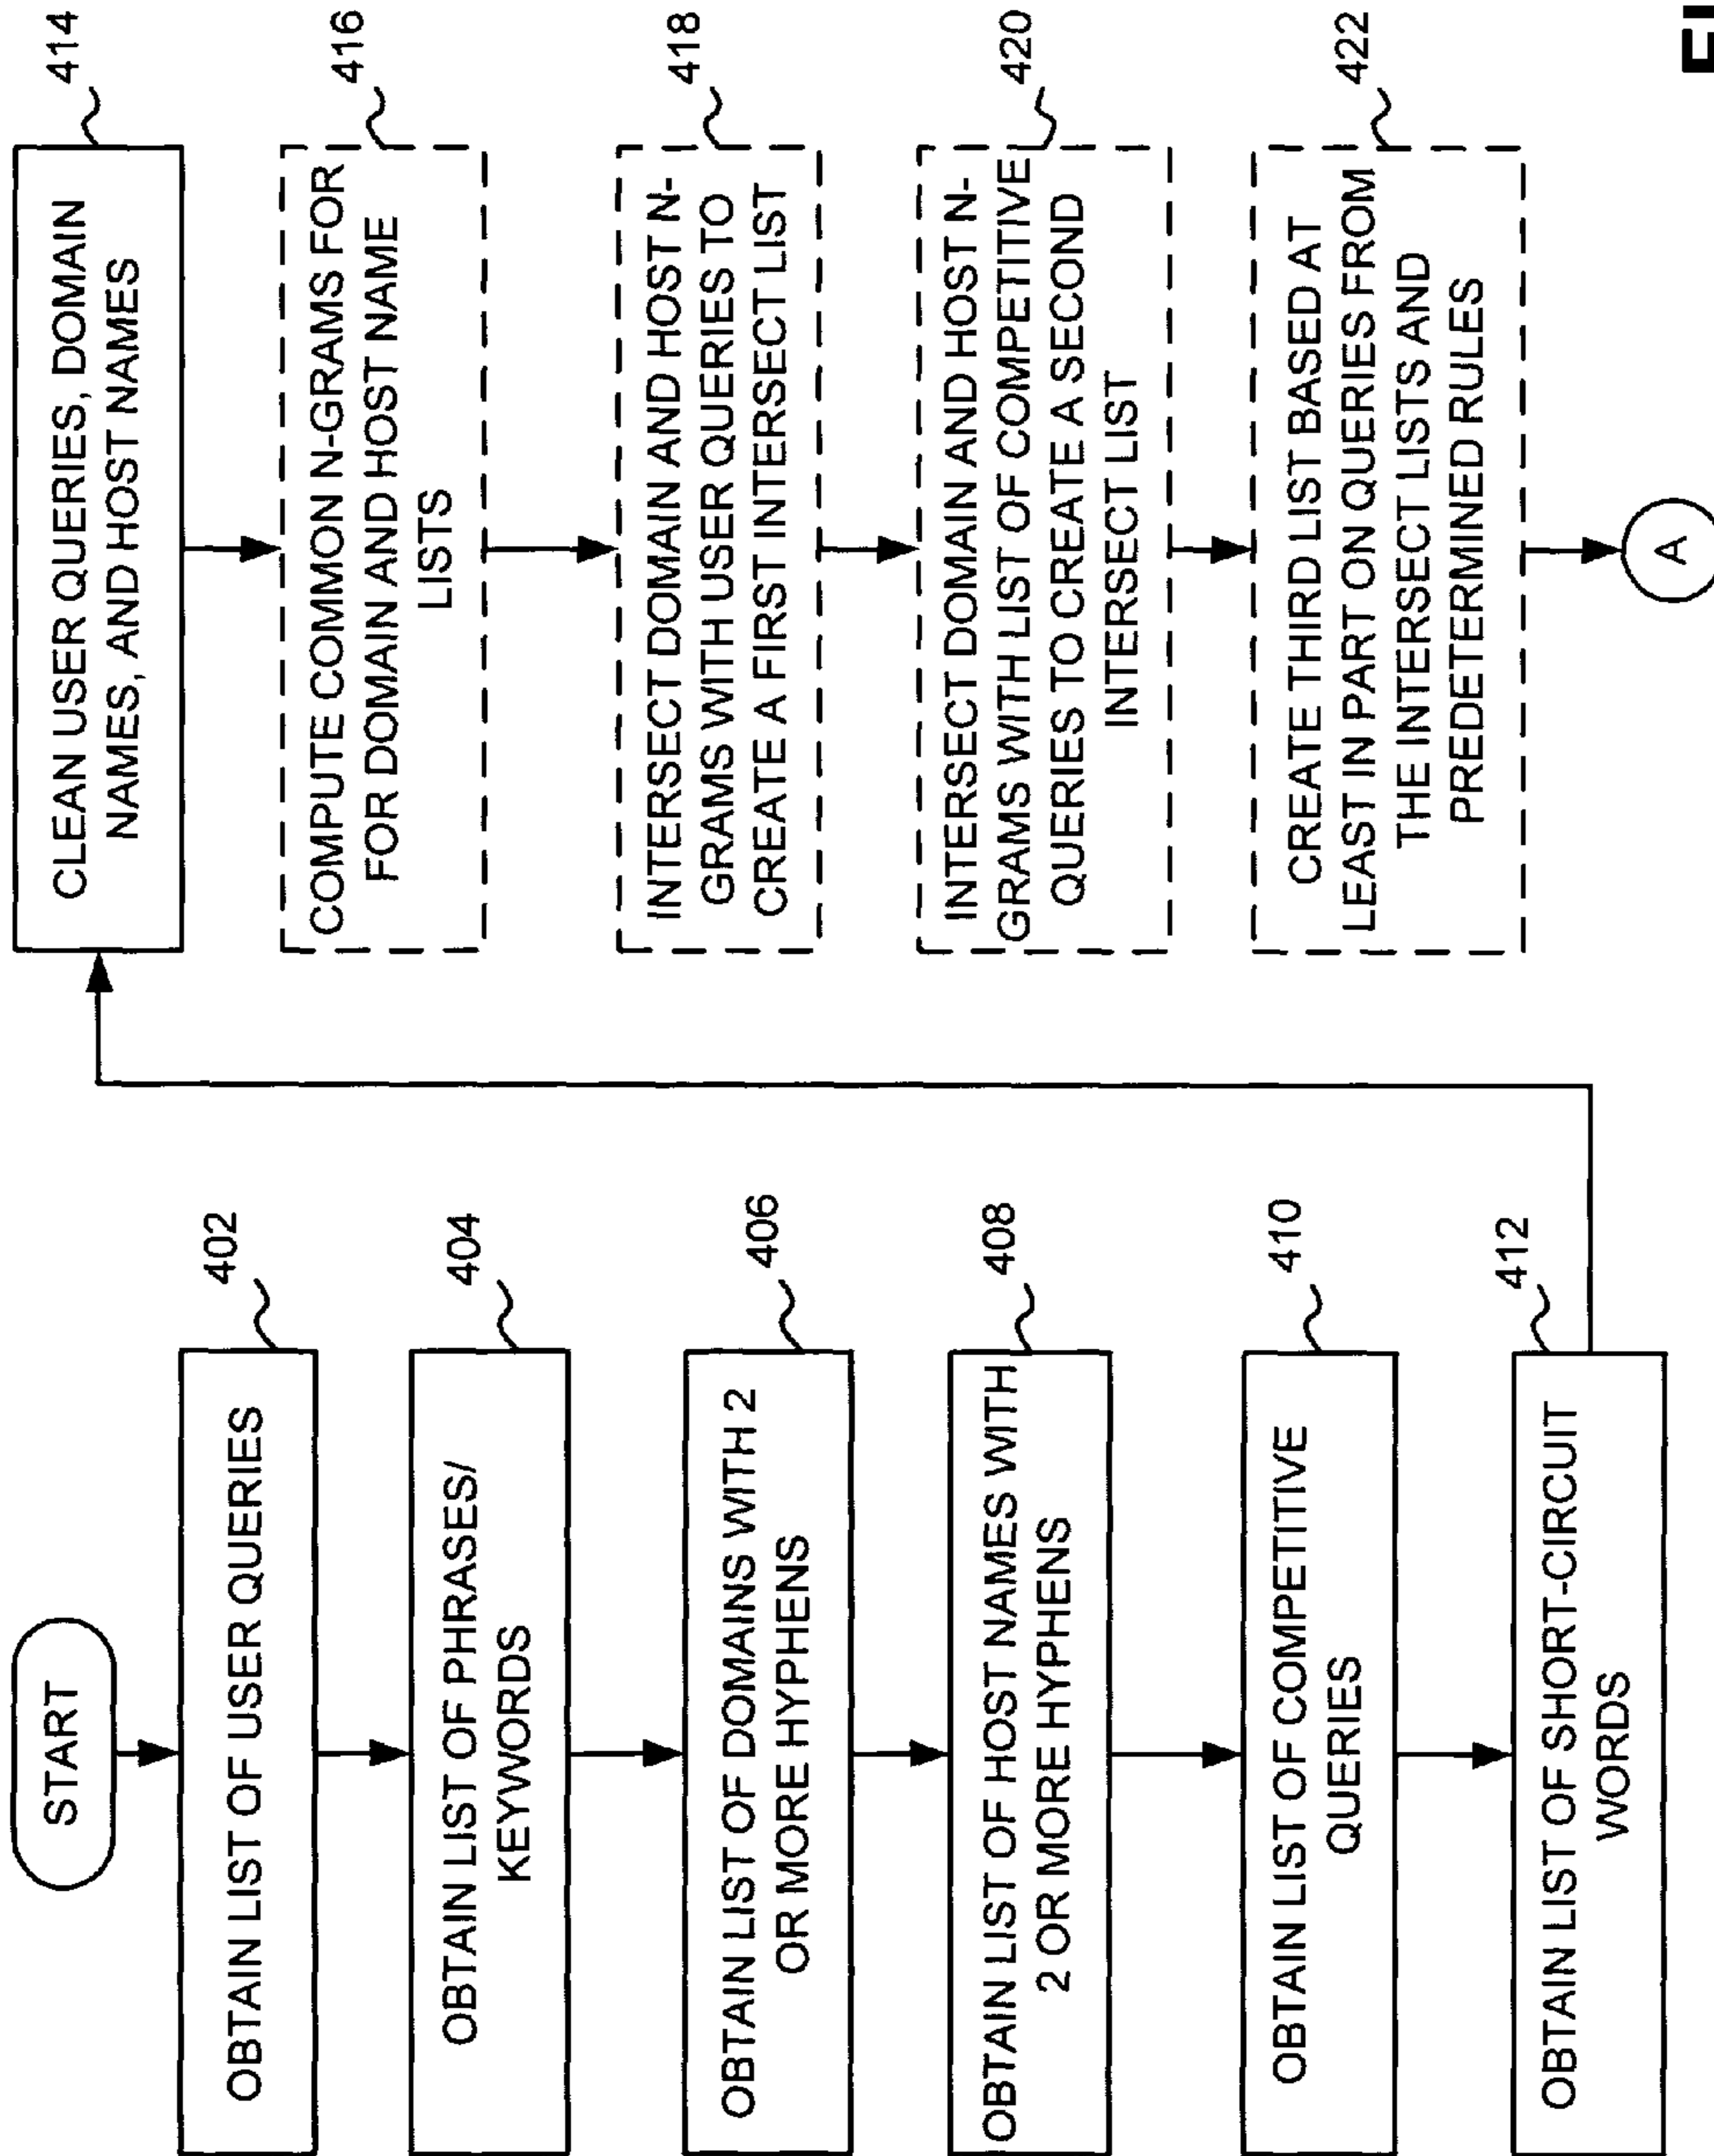 START
402
OBTAIN LIST OF USER QUERIES
404
OBTAIN LIST OF PHRASES/
KEYWORDS
406
OBTAIN LIST OF DOMAINS WITH 2
OR MORE HYPHENS
408
OBTAIN LIST OF HOST NAMES WITH
2 OR MORE HYPHENS
410
OBTAIN LIST OF COMPETITIVE
QUERIES
412
OBTAIN LIST OF SHORT-CIRCUIT
WORDS
414
CLEAN USER QUERIES, DOMAIN
NAMES, AND HOST NAMES
416
COMPUTE COMMON N-GRAMS FOR
FOR DOMAIN AND HOST NAME
LISTS
418
INTERSECT DOMAIN AND HOST N-
GRAMS WITH USER QUERIES TO
CREATE A FIRST INTERSECT LIST
420
INTERSECT DOMAIN AND HOST N-
GRAMS WITH LIST OF COMPETITIVE
QUERIES TO CREATE A SECOND
INTERSECT LIST
422
CREATE THIRD LIST BASED AT
LEAST IN PART ON QUERIES FROM
THE INTERSECT LISTS AND
PREDETERMINED RULES
A